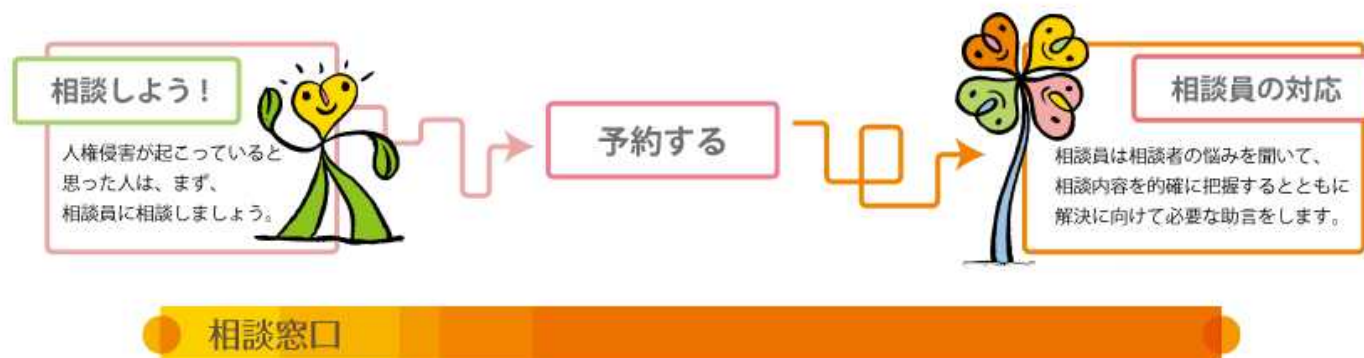 相談しよう！
人権侵害が起こっていると
思った人は、まず、
相談員に相談しましょう。
予約する
相談員の対応
相談員は相談者の悩みを聞いて、
相談内容を的確に把握するとともに
解決に向けて必要な助言をします。
相談窓口